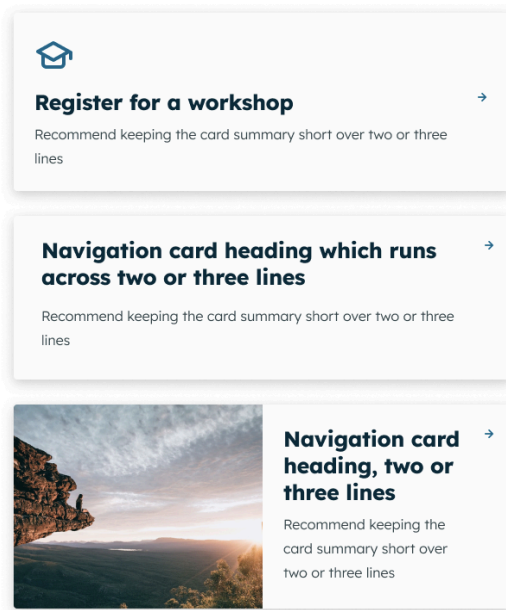 Register for a workshop
Recommend keeping the card summary short over two or three
lines
Navigation card heading which runs
across two or three lines
Recommend keeping the card summary short over two or three
lines
Navigation card
heading, two or
three lines
Recommend keeping the
card summary short over
two or three lines